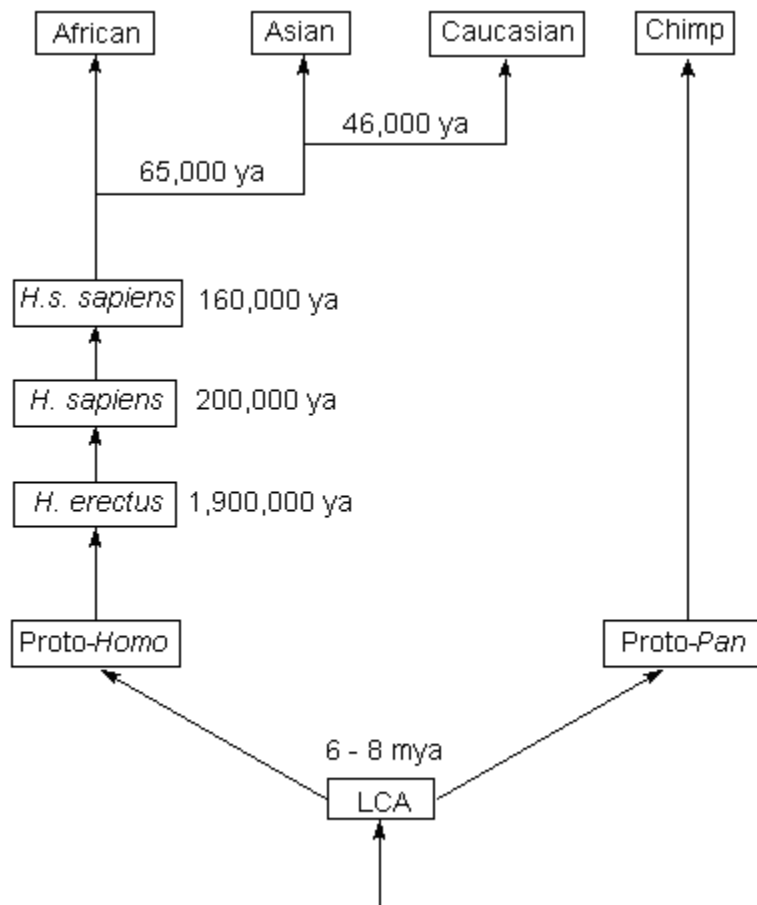 African
Asian
Caucasian
Chimp
46,000 ya
65,000 ya
H.s. sapiens
160,000 ya
H. sapiens
200,000 ya
H. erectus
1,900,000 ya
Proto-Homo
Proto-Pan
6 - 8 mya
LCA